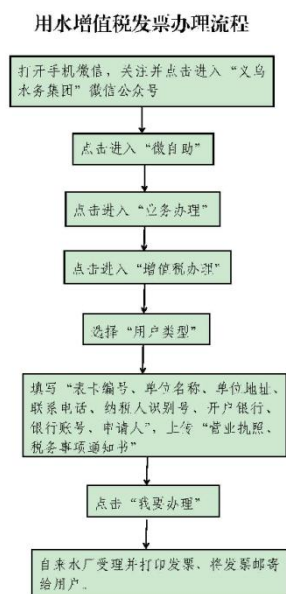 用水增值税发票办理流程
打开手机微信，关注并点击进入“义乌
水务集团”微信公众号
点击进入“微自助”
点击进入“业务办理”
点击进入“增值税办理”
选择“用户类型”
填写“表卡编号、单位名称、单位地址、
联系电话、纳税人识别号、开户银行、
银行账号、申请人”，上传“营业执照、
税务事项通知书”
点击“我要办理”
自来水厂受理并打印发票、将发票邮寄
给用户。